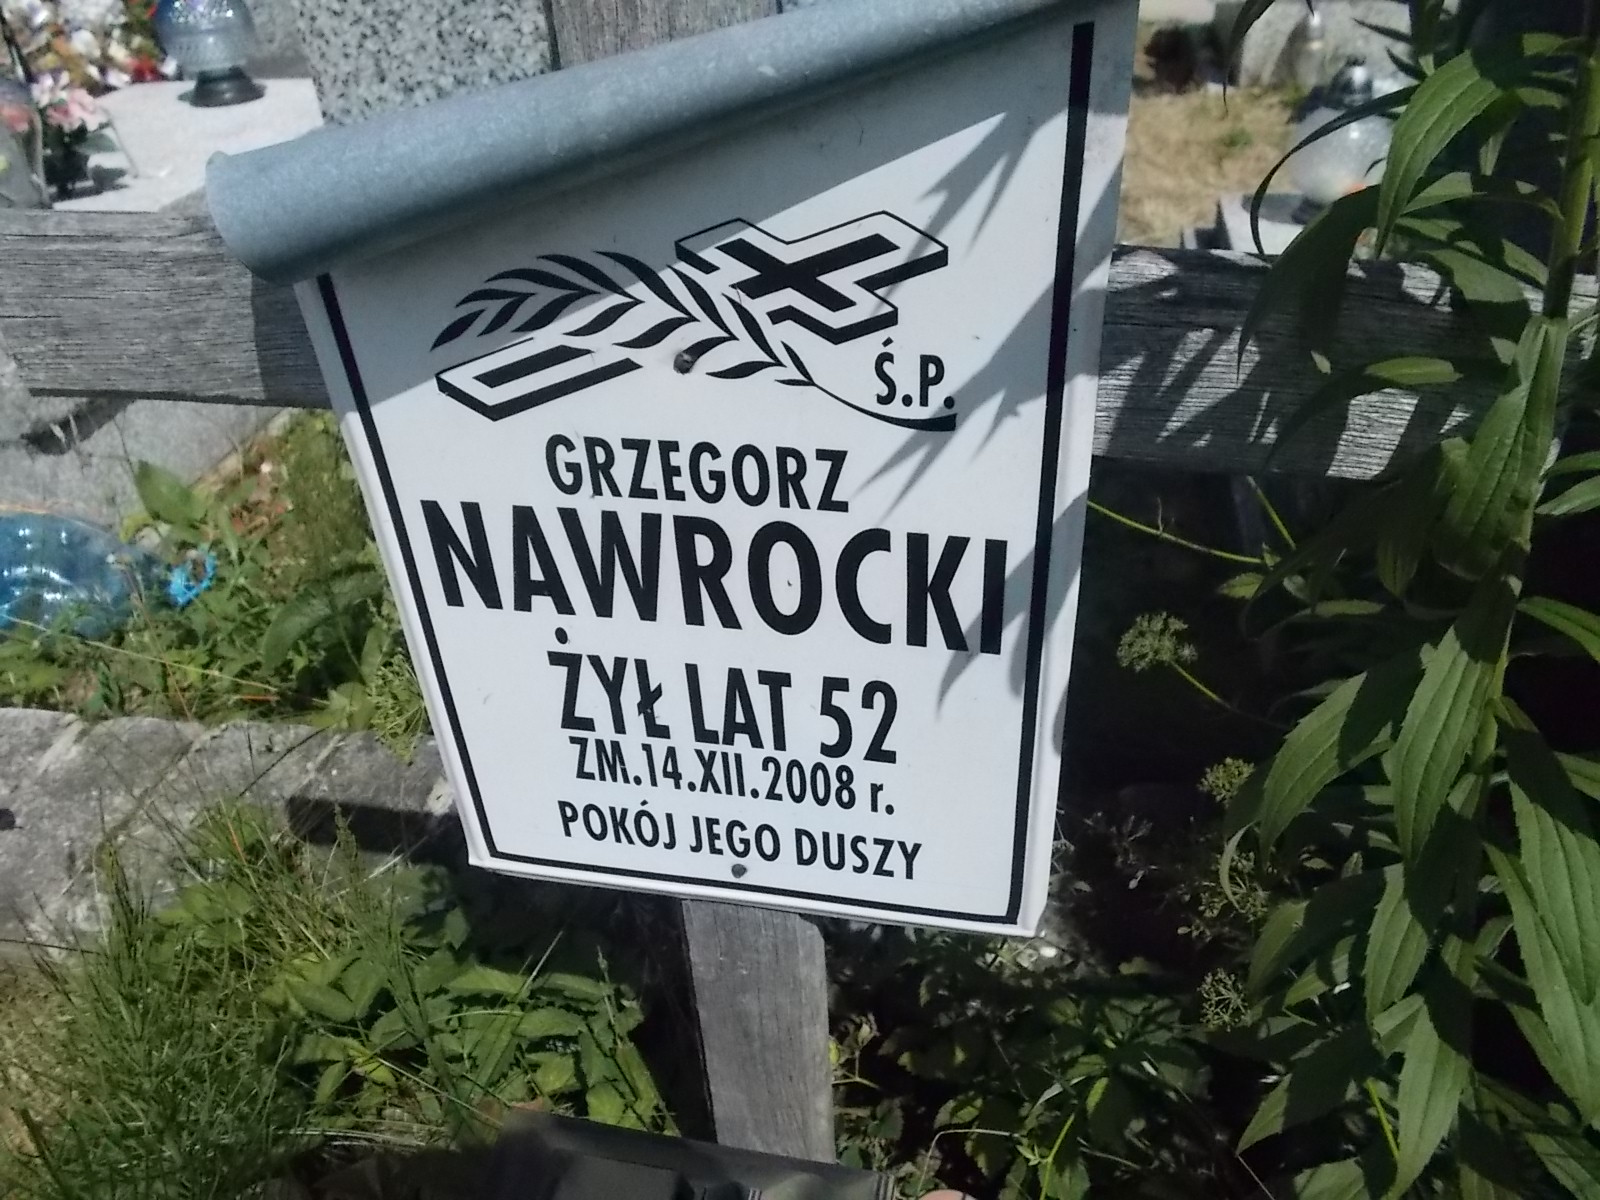 Ś.P.
GRZEGORZ
NAWROCKI
ŻYŁ LAT 52
ZM.14.XII.2008 r.
POKÓJ JEGO DUSZY